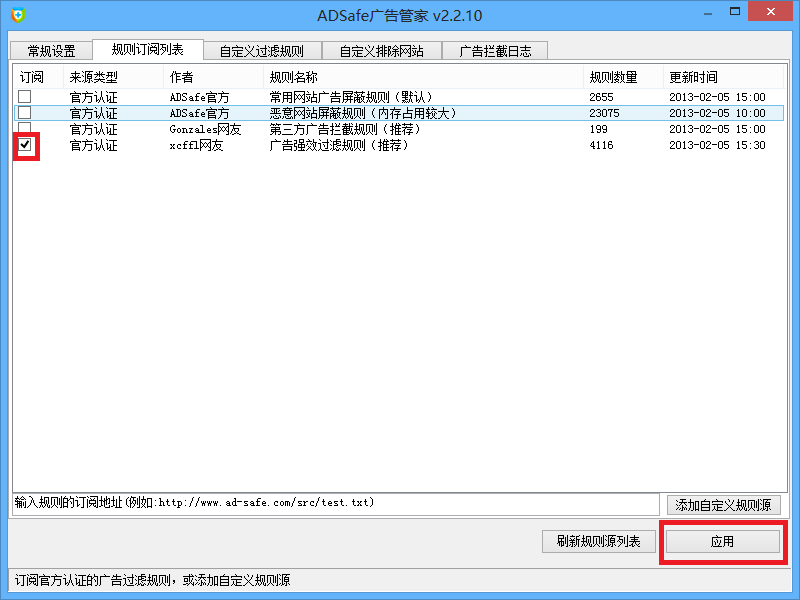 ADSafe广告管家 v2.2.10
常规设置 规则订阅列表 自定义过滤规则 自定义排除网站 广告拦截日志
订阅 来源类型 作者 规则名称 规则数量 更新时间
官方认证 ADSafe官方 常用网站广告屏蔽规则（默认） 2655 2013-02-05 15:00
官方认证 ADSafe官方 恶意网站屏蔽规则（内存占用较大） 23075 2013-02-05 10:00
官方认证 Gonzales网友 第三方广告拦截规则（推荐） 199 2013-02-05 15:00
官方认证 xcffl网友 广告强效过滤规则（推荐） 4116 2013-02-05 15:30
输入规则的订阅地址(例如:http://www.ad-safe.com/src/test.txt) 添加自定义规则源
刷新规则源列表 应用
订阅官方认证的广告过滤规则，或添加自定义规则源